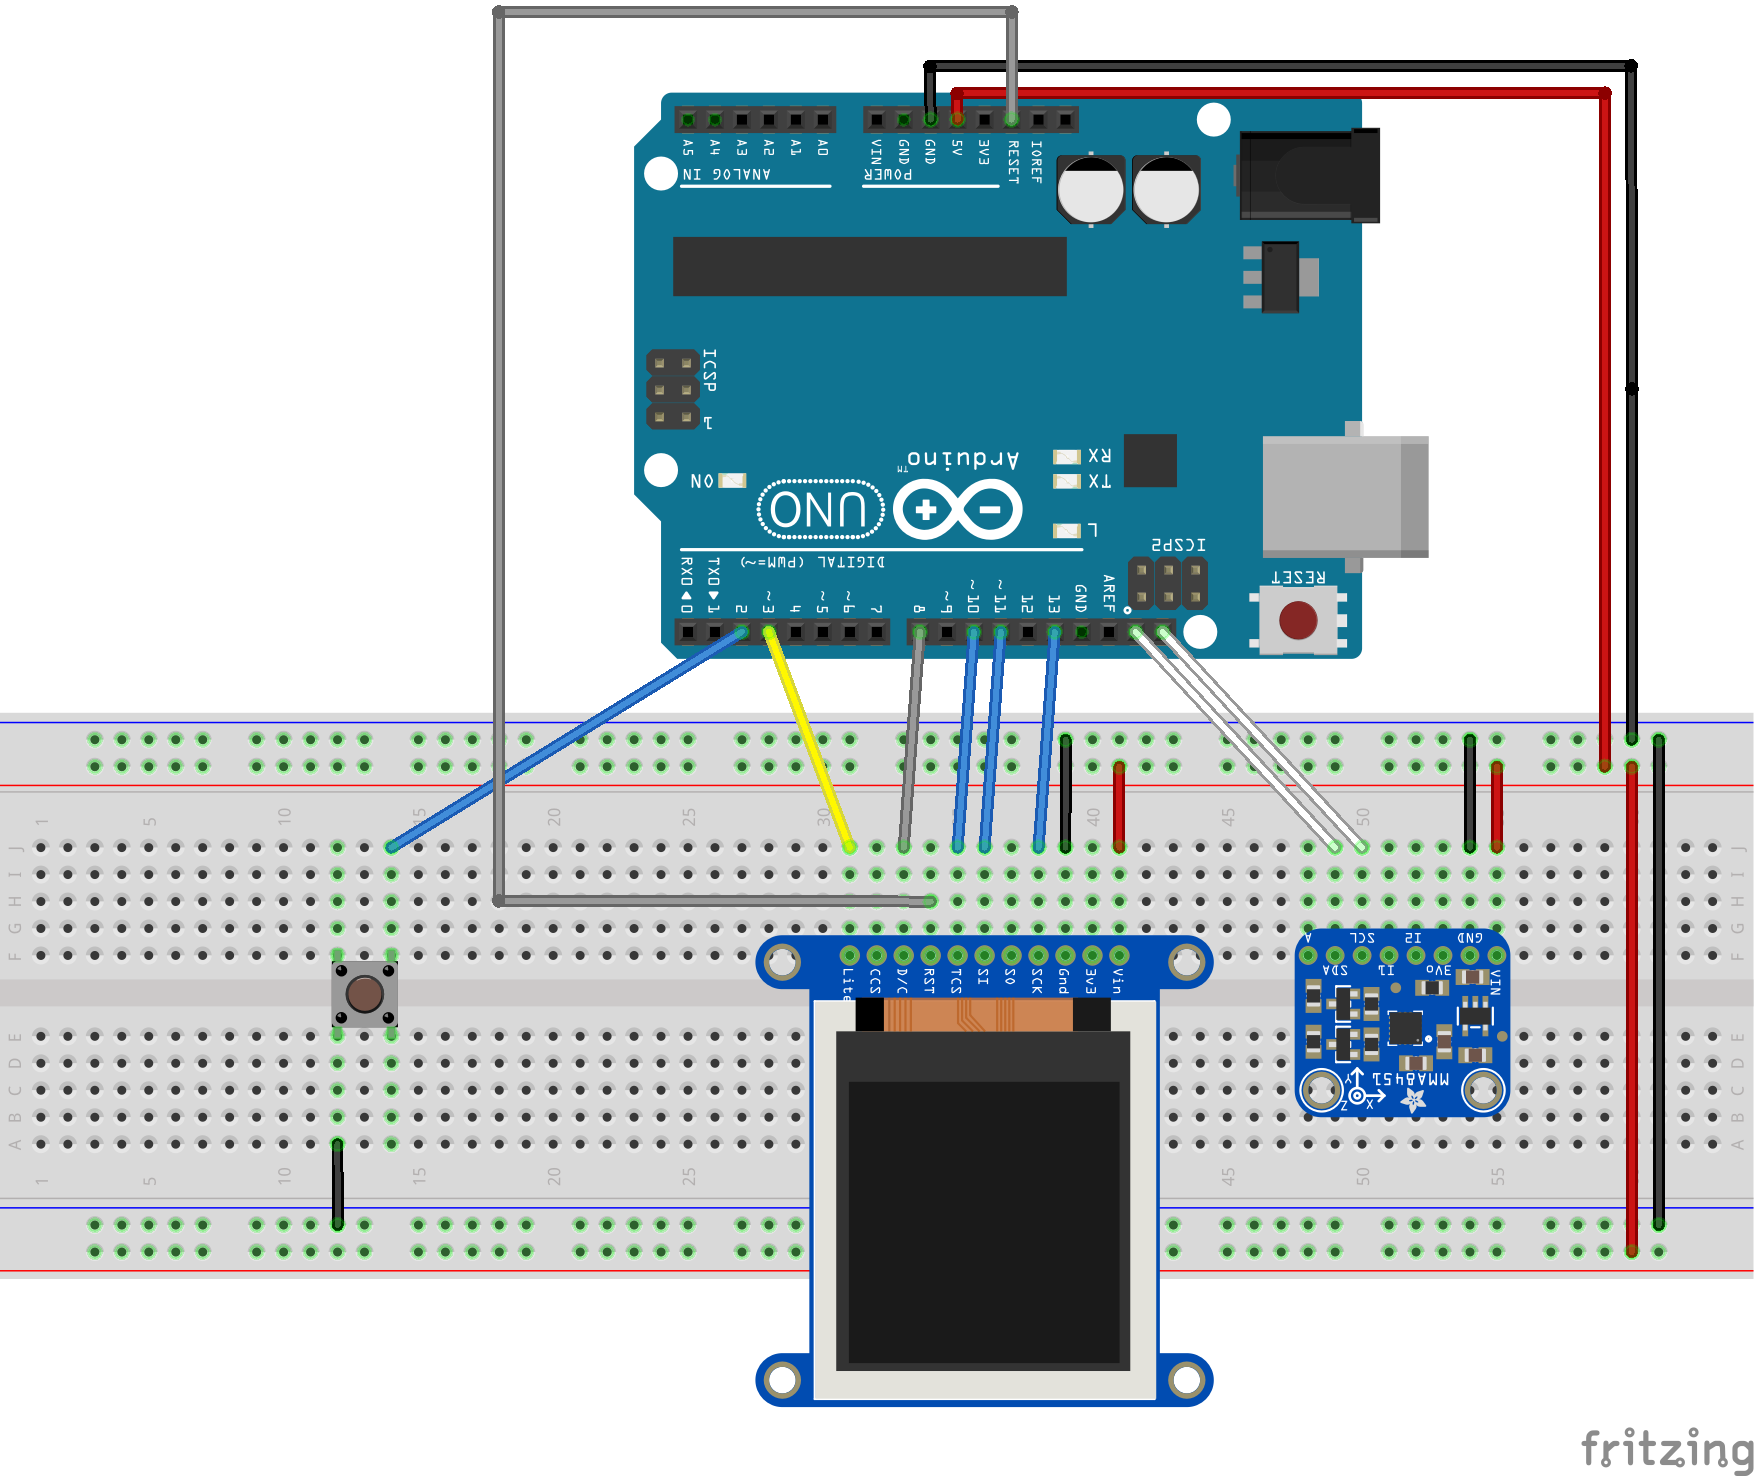 A5 A4 A3 A2 A1 A0 VIN GND GND 5V 3V3 RESET IOREF
ANALOG IN POWER
ICSP
1
Arduino
TM
RX
TX
L
ON
UNO
ICSP2
DIGITAL (PWM=~)
RESET
RX0 TX0
0 1 2 ~3 4 ~5 ~6 7 8 ~9 ~10 ~11 12 13 GND AREF
1 5 10 15 20 25 30 40 45 50
J J
I I
H H
G G
F F
A SCL I2 GND
SDA I1 3Vo VIN
Lite CCS D/C RST TCS SI SO SCK Gnd 3v3 Vin
E E
D D
C C
B B
A A
MMA8451
Y
Z X
1 5 10 15 20 25 45 50 55
fritzing